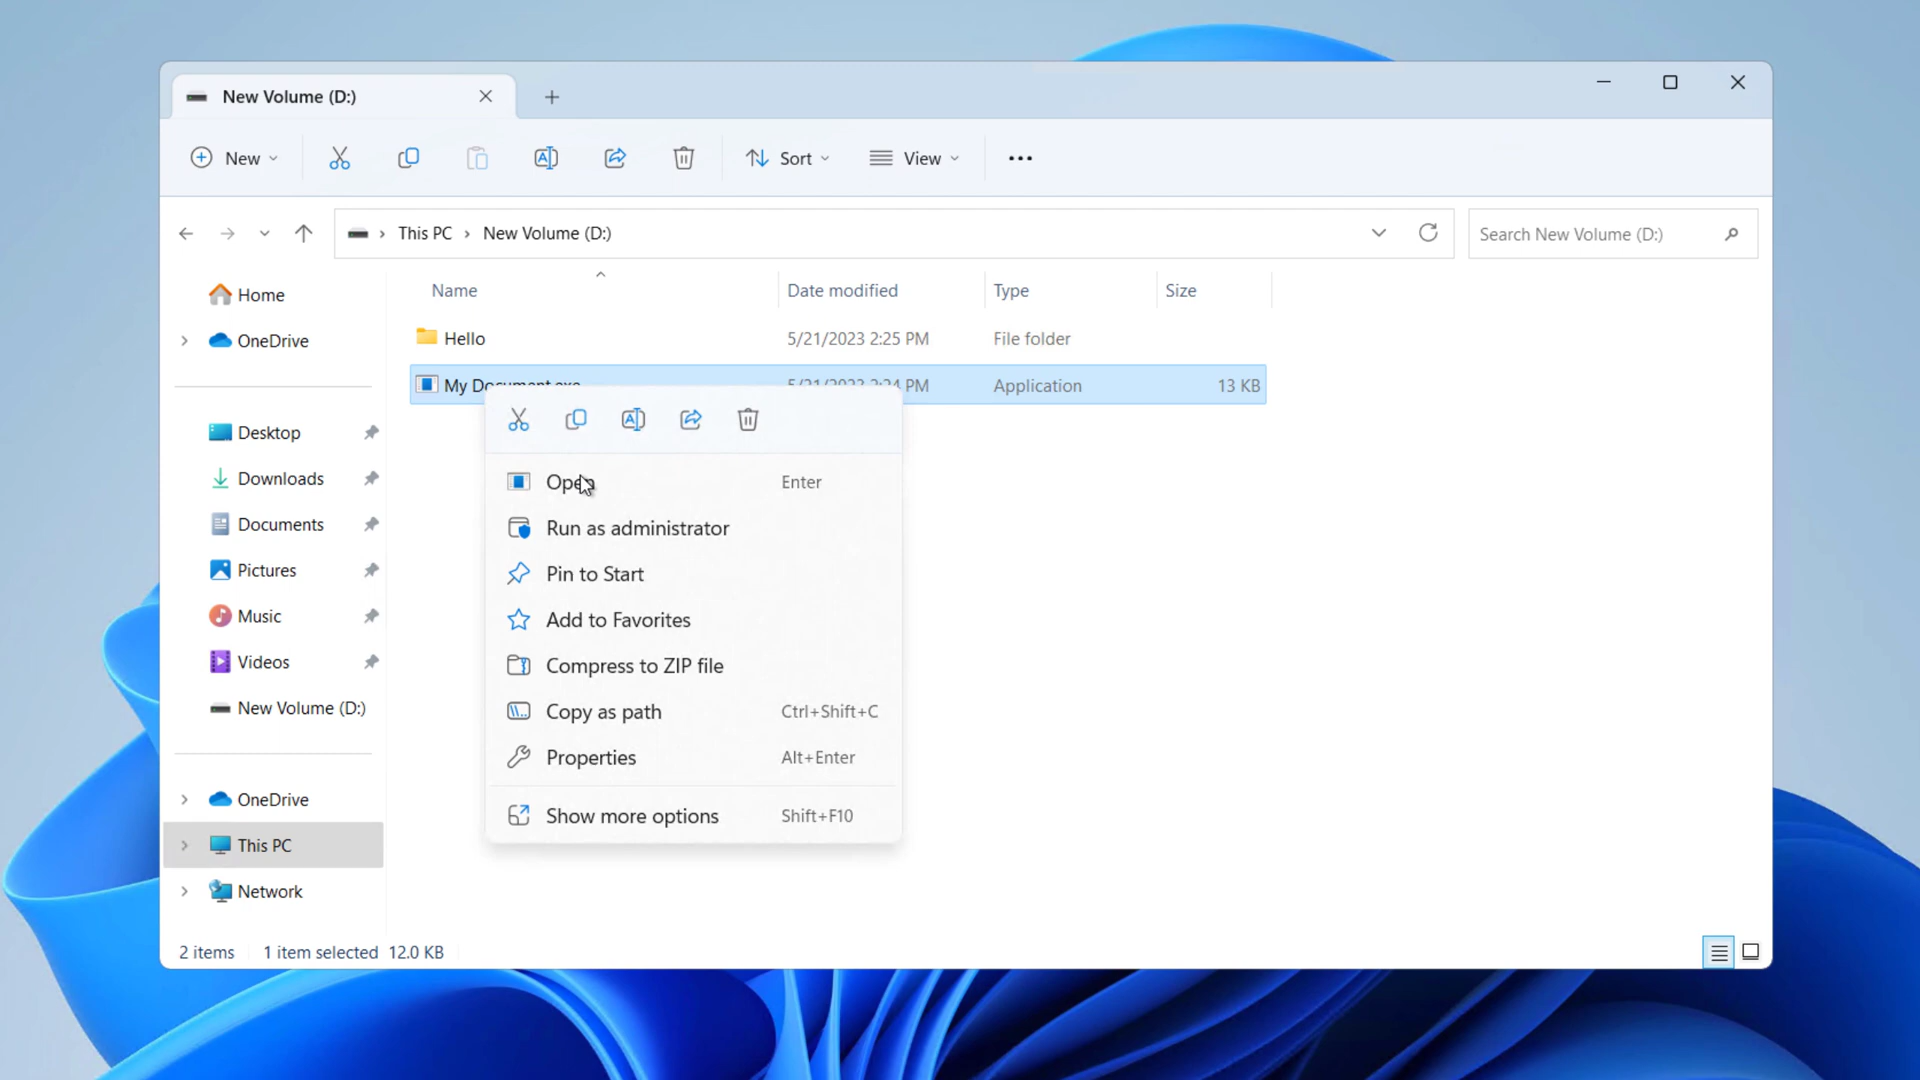 New Volume (D:)
New
Sort
View
This PC
New Volume (D:)
Search New Volume (D:)
Home
OneDrive
Desktop
Downloads
Documents
Pictures
Music
Videos
New Volume (D:)
OneDrive
This PC
Network
Name Date modified Type Size
Hello 5/21/2023 2:25 PM File folder
My Document.exe 5/21/2023 2:24 PM Application 13 KB
Open Enter
Run as administrator
Pin to Start
Add to Favorites
Compress to ZIP file
Copy as path Ctrl+Shift+C
Properties Alt+Enter
Show more options Shift+F10
2 items 1 item selected 12.0 KB